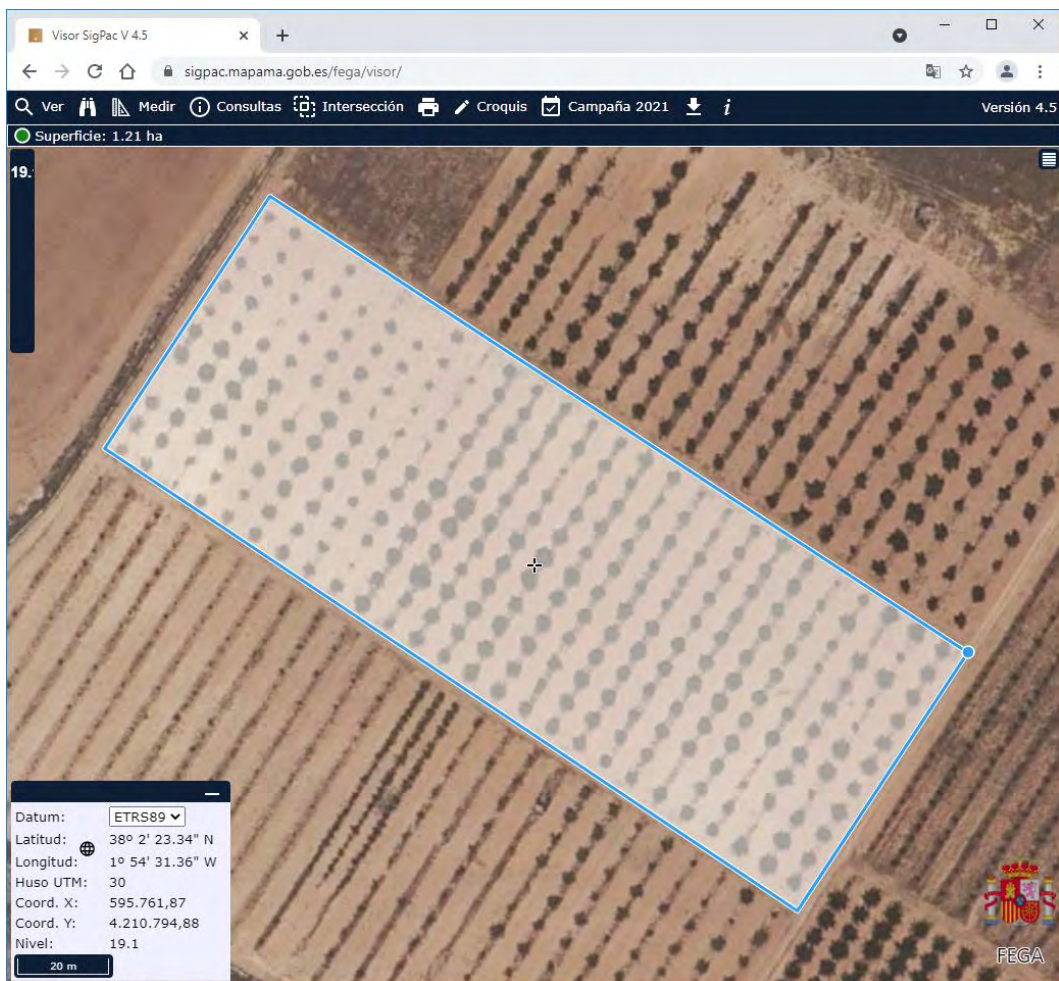 Visor SigPac V 4.5
sigpac.mapama.gob.es/fega/visor/
Ver Medir Consultas Intersección Croquis Campaña 2021 i Versión 4.5
Superficie: 1.21 ha
19.
Datum: ETRS89
Latitud: 38º 2' 23.34" N
Longitud: 1º 54' 31.36" W
Huso UTM: 30
Coord. X: 595.761,87
Coord. Y: 4.210.794,88
Nivel: 19.1
20 m
FEGA